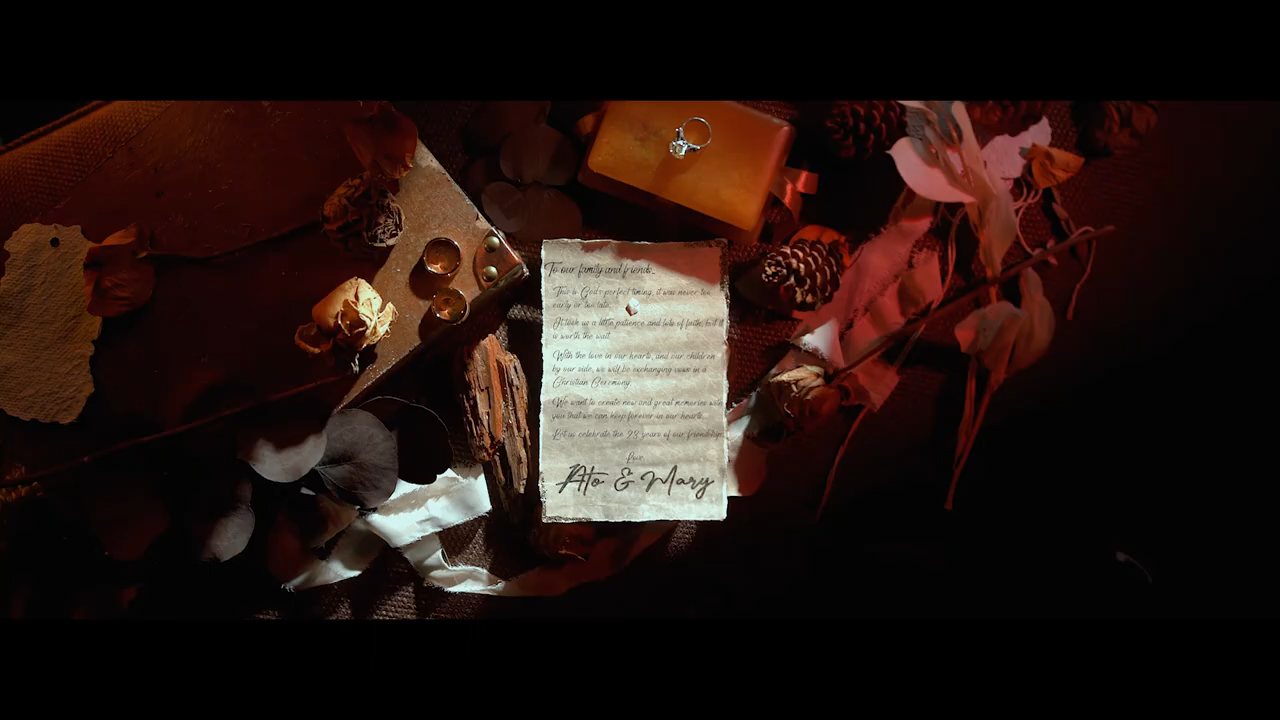 To our family and friends,
This is God's perfect timing, it was never too
early or too late.
It took us a little patience and lots of faith, but it
is worth the wait.
With the love in our hearts, and our children
by our side, we will be exchanging vows in a
Christian Ceremony.
We want to create new and great memories with
you that we can keep forever in our hearts.
Let us celebrate the 23 years of our friendship.
Love,
Ato & Mary